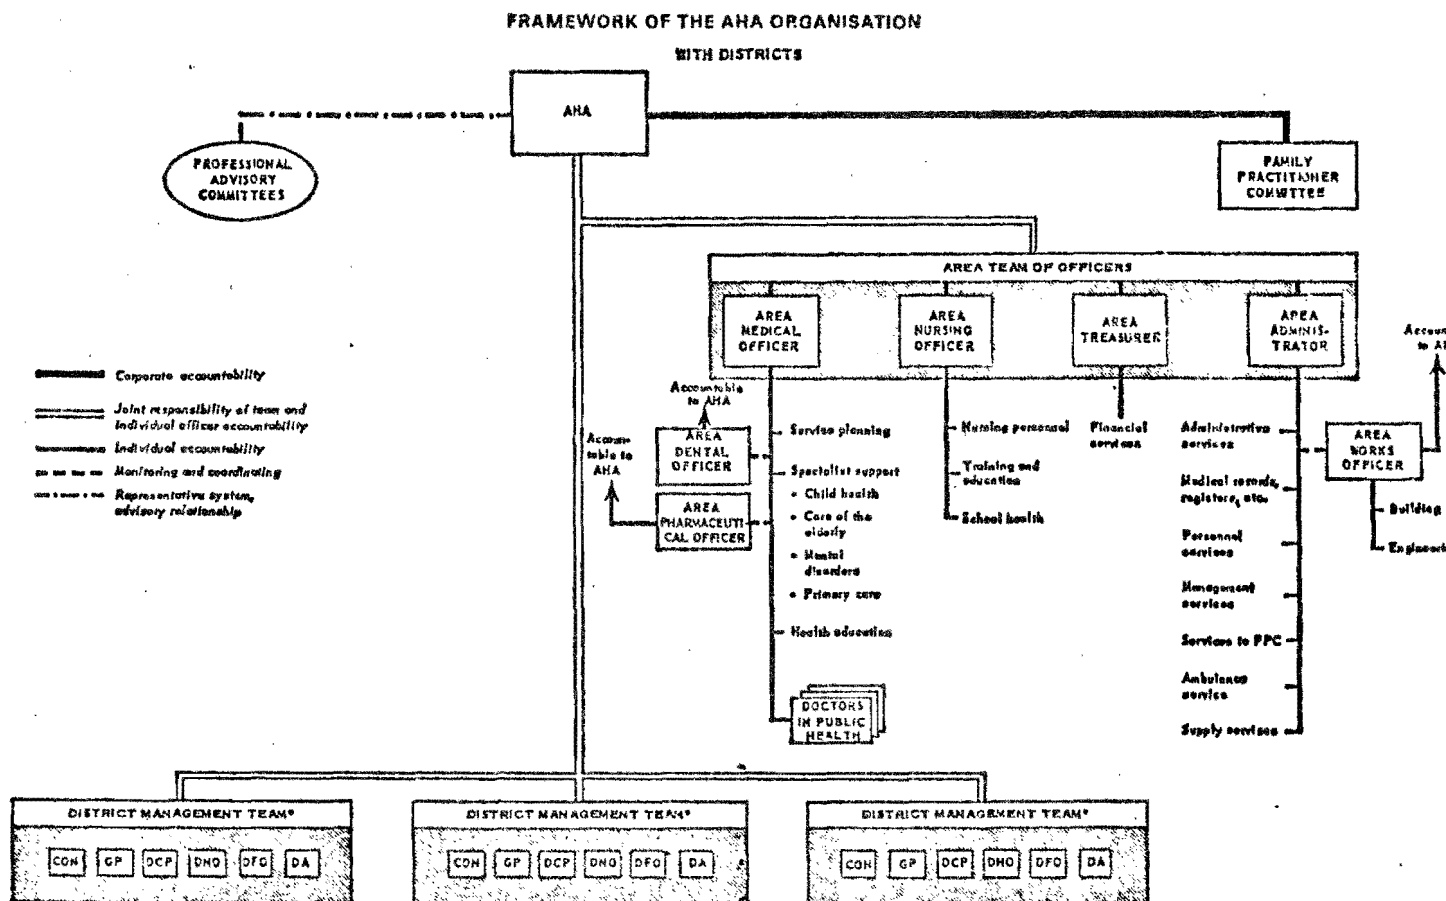 FRAMEWORK OF THE AHA ORGANISATION
WITH DISTRICTS
AHA
PROFESSIONAL
ADVISORY
COMMITTEES
FAMILY
PRACTITIONER
COMMITTEE
AREA TEAM OF OFFICERS
AREA
MEDICAL
OFFICER
AREA
NURSING
OFFICER
AREA
TREASURER
AREA
ADMINIS-
TRATOR
Corporate accountability
Joint responsibility of team and
Individual officer accountability
Individual accountability
Monitoring and coordinating
Representative system,
advisory relationship
Accountable
to AHA
AREA
DENTAL
OFFICER
Accoun-
table to
AHA
AREA
PHARMACEUTI-
CAL OFFICER
Service planning
Specialist support
• Child health
• Care of the
elderly
• Mental
disorders
• Primary care
Health education
DOCTORS
IN PUBLIC
HEALTH
Nursing personnel
Training and
education
School health
Financial
services
Administrative
services
Medical records,
registers, etc.
Personnel
services
Management
services
Services to FPC
Ambulance
service
Supply services
Accoun
to A
AREA
WORKS
OFFICER
Building
Engineeri
DISTRICT MANAGEMENT TEAM*
CON GP DCP DNO DFO DA
DISTRICT MANAGEMENT TEAM*
CON GP DCP DNO DFO DA
DISTRICT MANAGEMENT TEAM*
CON GP DCP DNO DFO DA